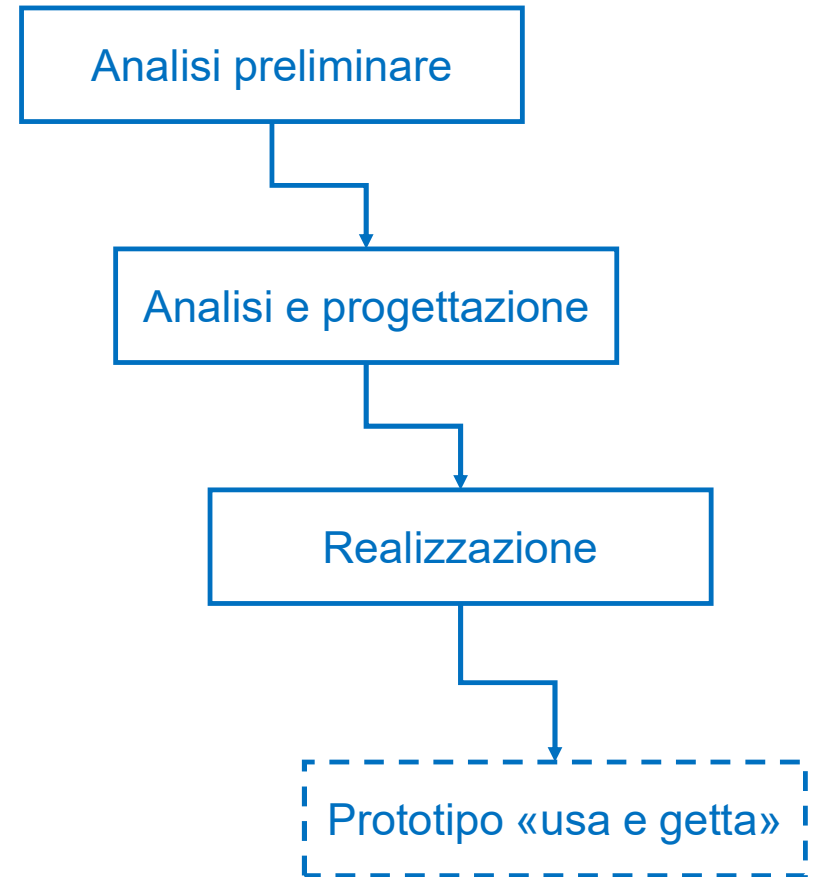 Analisi preliminare
Analisi e progettazione
Realizzazione
Prototipo «usa e getta»